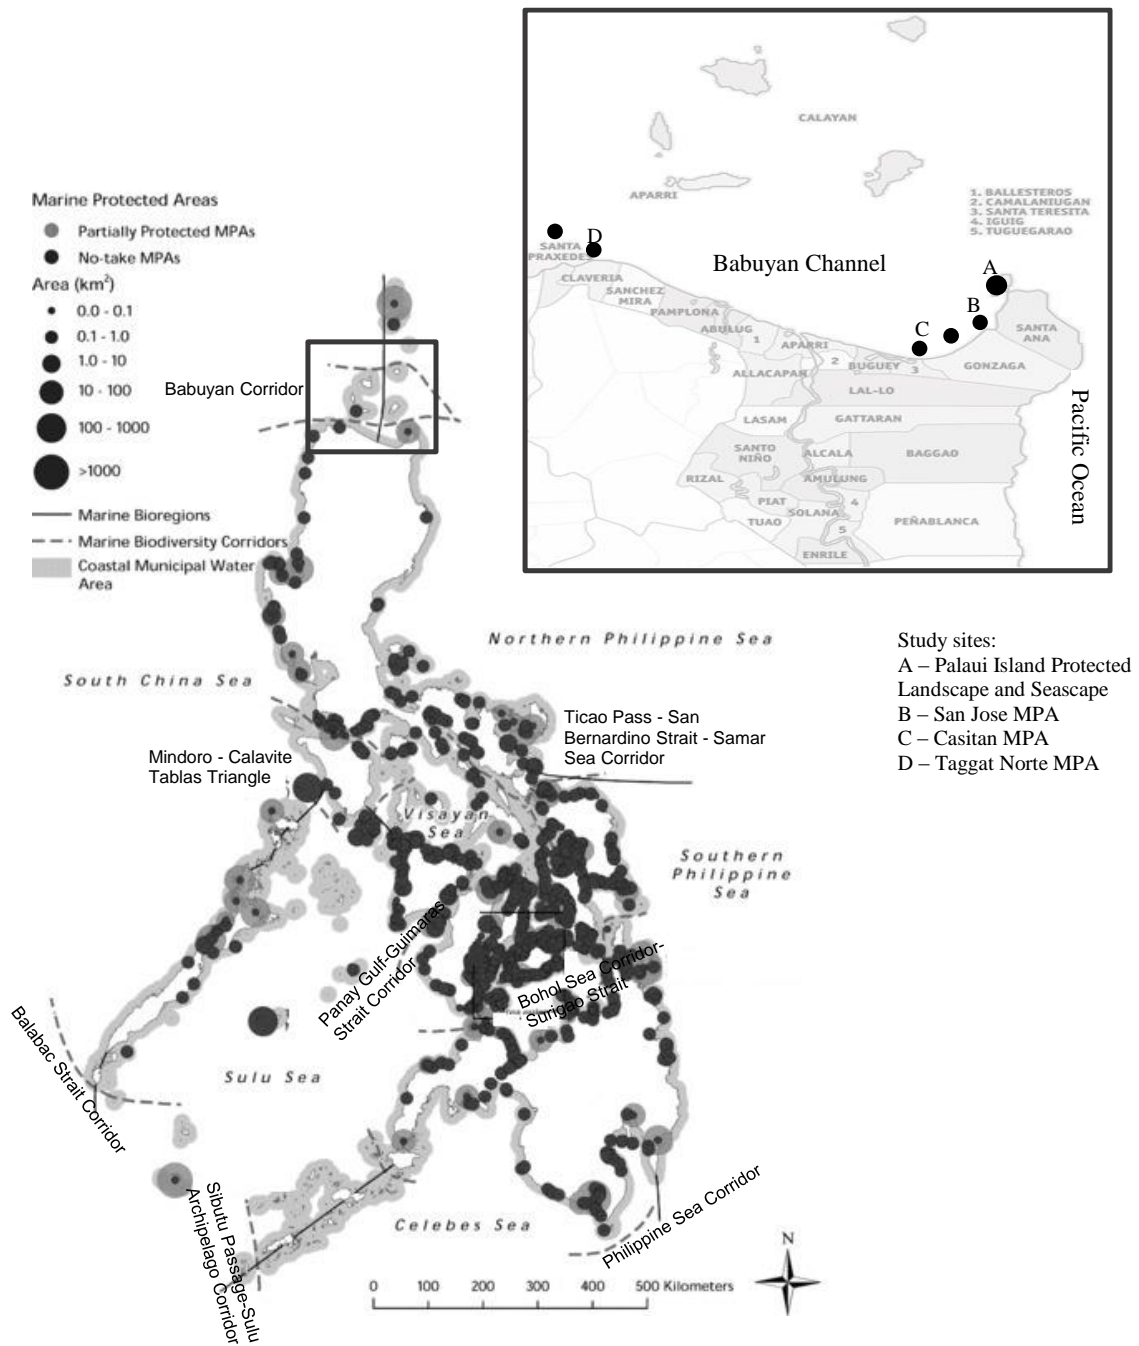 Marine Protected Areas
Partially Protected MPAs
No-take MPAs
Area (km²)
0.0 - 0.1
0.1 - 1.0
1.0 - 10
10 - 100
100 - 1000
>1000
Marine Bioregions
Marine Biodiversity Corridors
Coastal Municipal Water
Area
Babuyan Corridor
CALAYAN
APARRI
1. BALLESTEROS
2. CAMALANIUGAN
3. SANTA TERESITA
4. IGUIG
5. TUGUEGARAO
D
SANTA
PRAXEDES
Babuyan Channel
A
CLAVERIA
SANCHEZ
MIRA
PAMPLONA
B
ABULUG
1
C
SANTA
ANA
APARRI
2
BUGUEY
3
GONZAGA
ALLACAPAN
LAL-LO
LASAM
GATTARAN
Pacific Ocean
SANTO
NIÑO
ALCALA
BAGGAO
RIZAL
AMULUNG
PIAT
4
SOLANA
TUAO
5
PEÑABLANCA
ENRILE
Northern Philippine Sea
South China Sea
Study sites:
A – Palaui Island Protected
Landscape and Seascape
B – San Jose MPA
C – Casitan MPA
D – Taggat Norte MPA
Ticao Pass - San
Bernardino Strait - Samar
Sea Corridor
Mindoro - Calavite
Tablas Triangle
Visayan
Sea
Southern
Philippine
Sea
Panay Gulf-Guimaras
Strait Corridor
Bohol Sea Corridor-
Surigao Strait
Balabac Strait Corridor
Sulu Sea
Sibutu Passage-Sulu
Archipelago Corridor
Celebes Sea
Philippine Sea Corridor
N
0 100 200 300 400 500 Kilometers